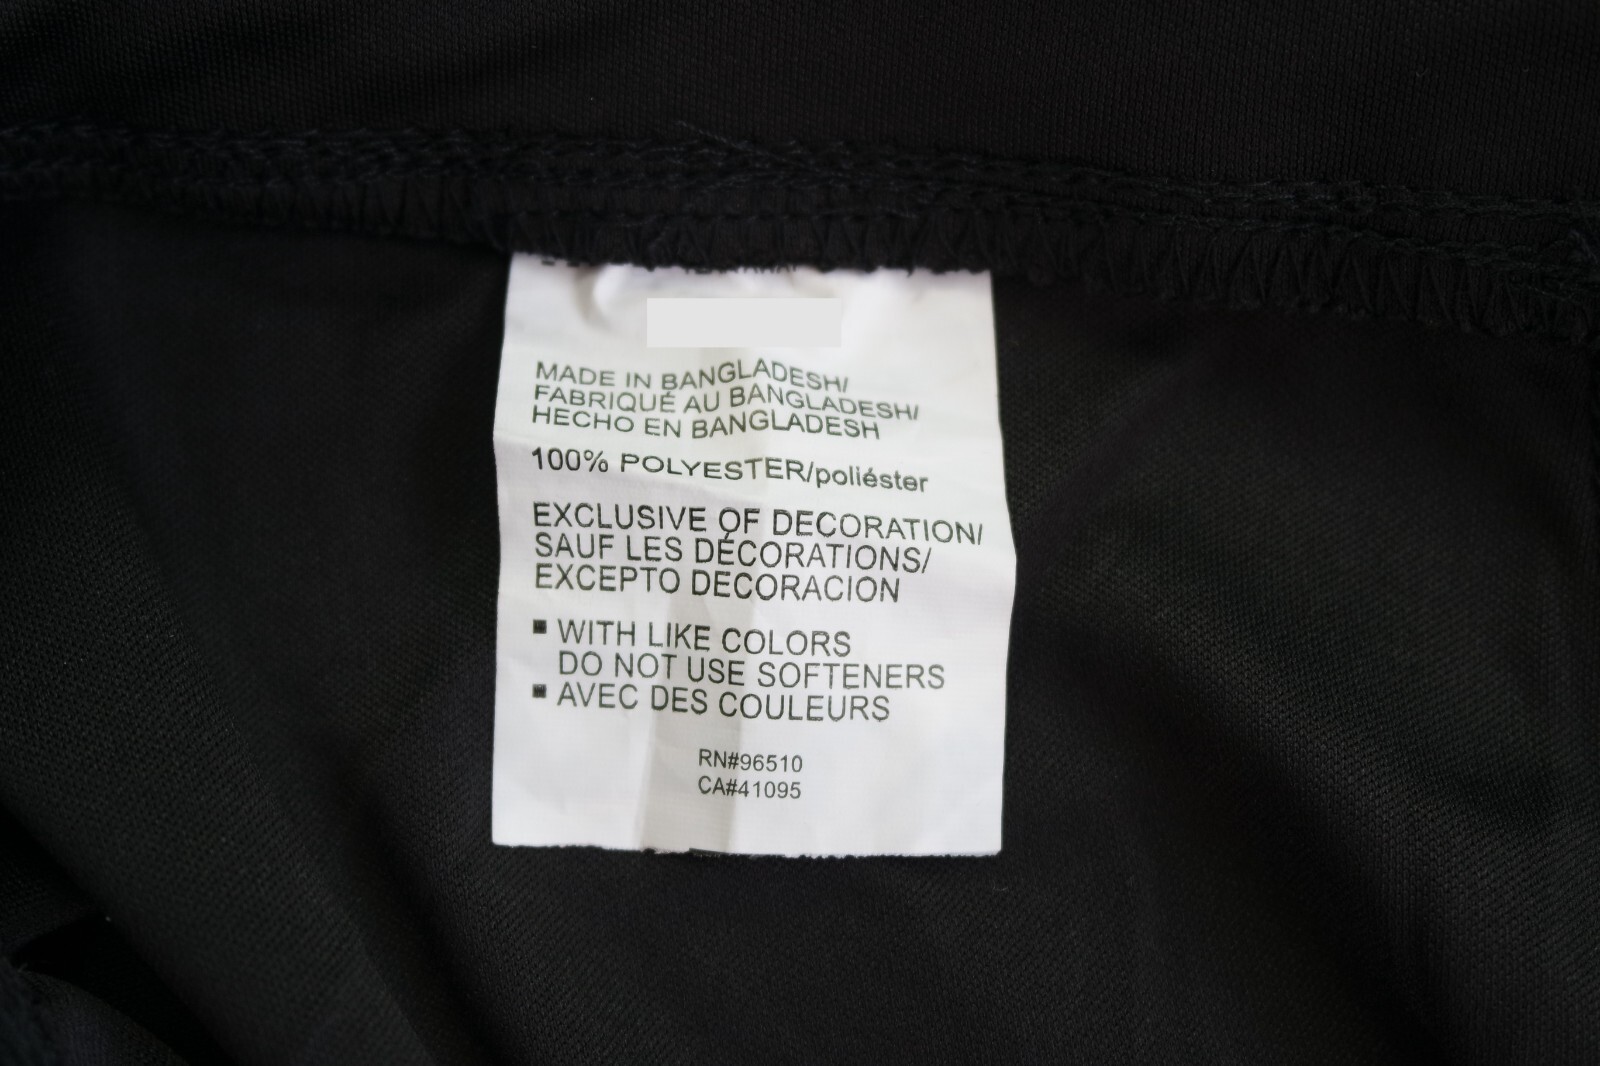 MADE IN BANGLADESH/
FABRIQUÉ AU BANGLADESH/
HECHO EN BANGLADESH
100% POLYESTER/poliéster
EXCLUSIVE OF DECORATION/
SAUF LES DÉCORATIONS/
EXCEPTO DECORACION
▪ WITH LIKE COLORS
DO NOT USE SOFTENERS
▪ AVEC DES COULEURS
RN#96510
CA#41095